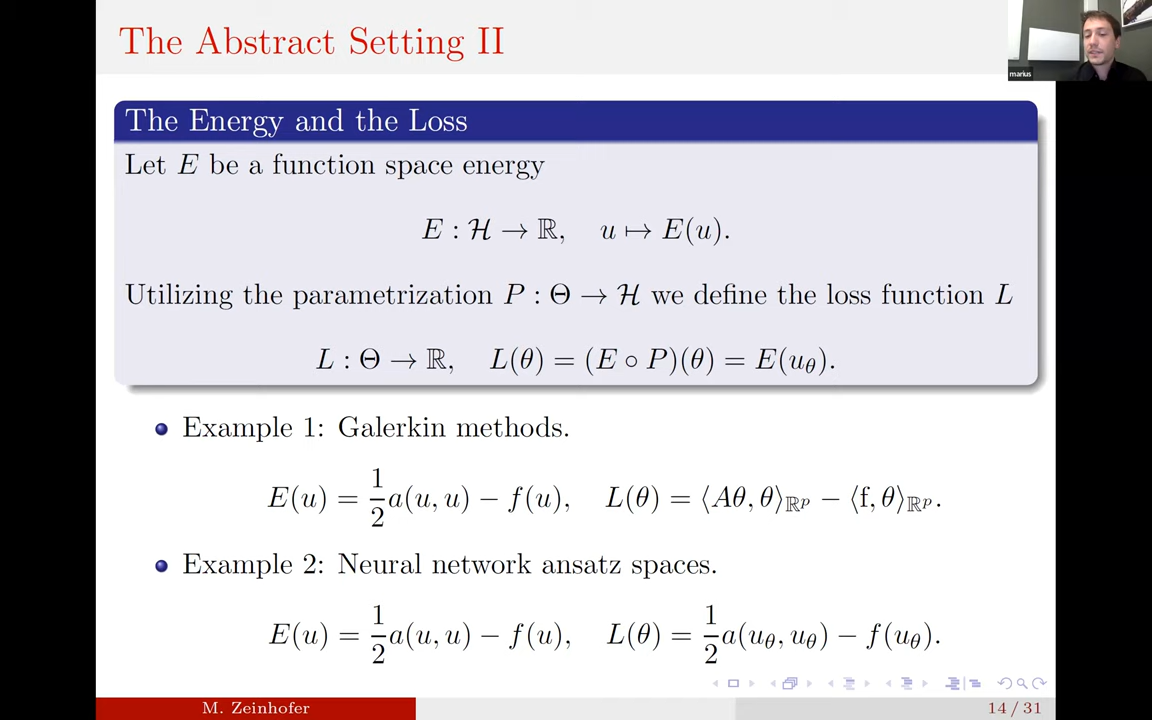 The Abstract Setting II
marius
The Energy and the Loss
Let E be a function space energy
E : ℋ → ℝ, u ↦ E(u).
Utilizing the parametrization P : Θ → ℋ we define the loss function L
L : Θ → ℝ, L(θ) = (E ∘ P)(θ) = E(u_θ).
Example 1: Galerkin methods.
E(u) = 1/2 a(u, u) − f(u), L(θ) = ⟨Aθ, θ⟩_ℝᵖ − ⟨f, θ⟩_ℝᵖ.
Example 2: Neural network ansatz spaces.
E(u) = 1/2 a(u, u) − f(u), L(θ) = 1/2 a(u_θ, u_θ) − f(u_θ).
M. Zeinhofer
14 / 31